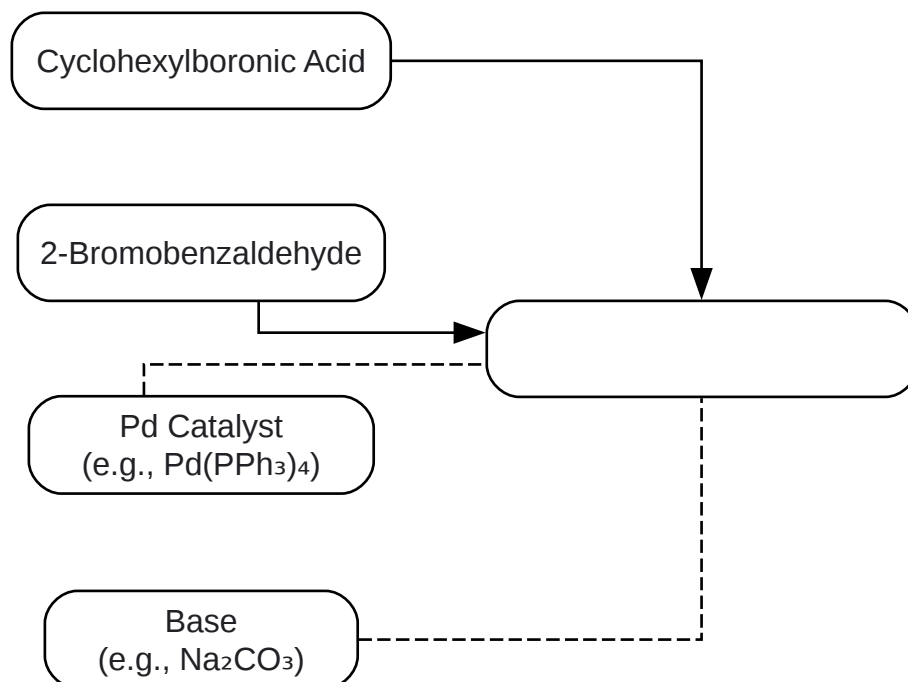 Cyclohexylboronic Acid
2-Bromobenzaldehyde
Pd Catalyst
(e.g., Pd(PPh₃)₄)
Base
(e.g., Na₂CO₃)